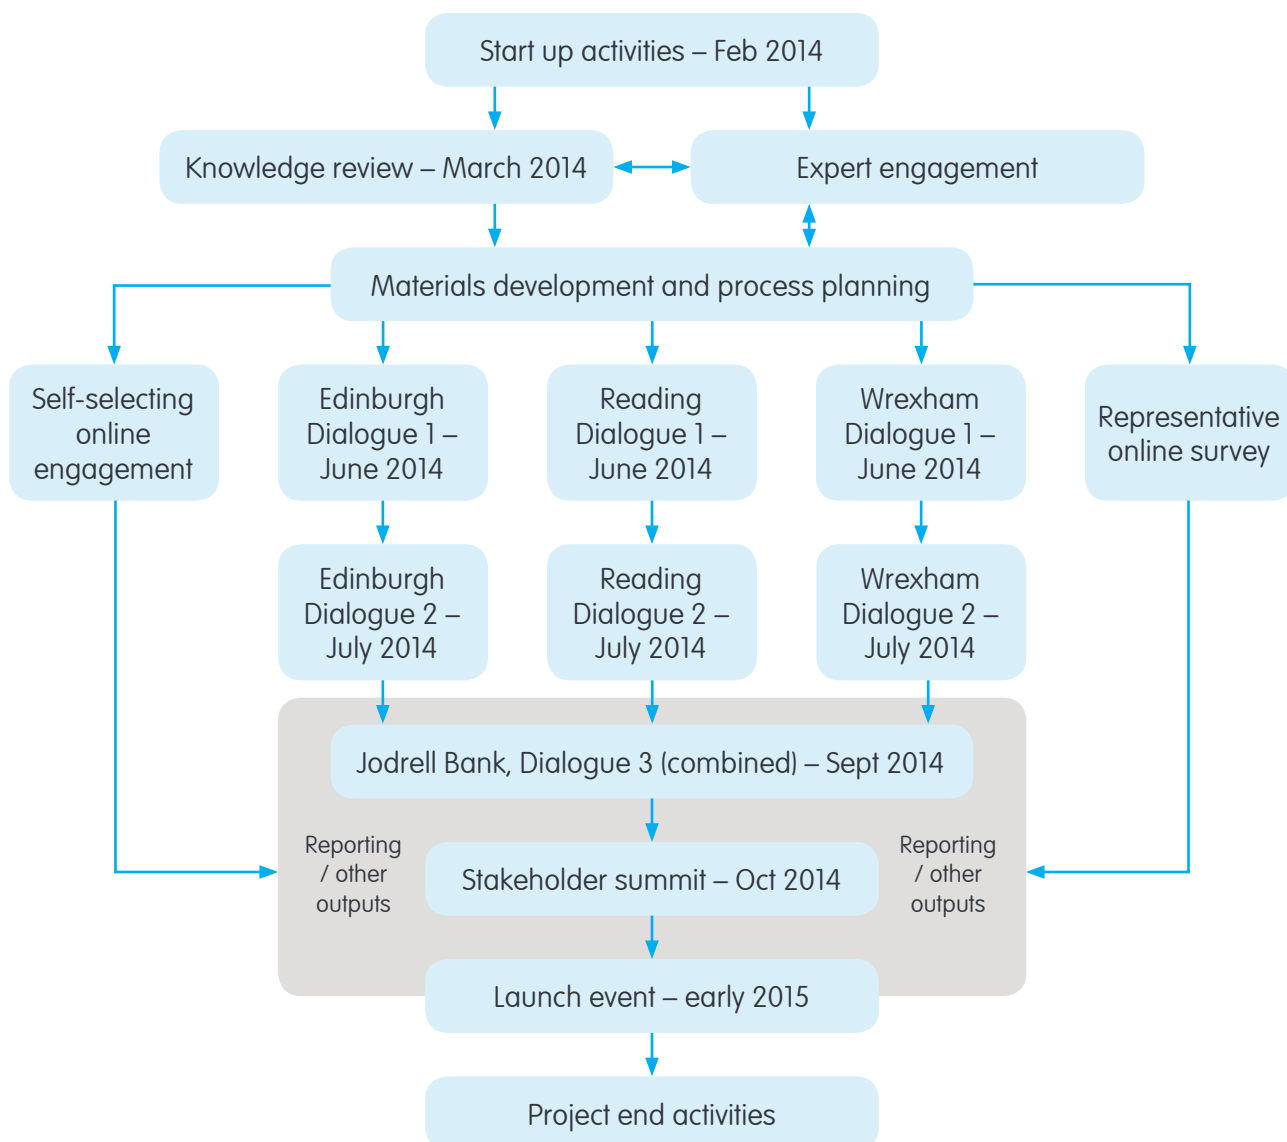 Start up activities – Feb 2014
Knowledge review – March 2014
Expert engagement
Materials development and process planning
Self-selecting
online
engagement
Edinburgh
Dialogue 1 –
June 2014
Reading
Dialogue 1 –
June 2014
Wrexham
Dialogue 1 –
June 2014
Representative
online survey
Edinburgh
Dialogue 2 –
July 2014
Reading
Dialogue 2 –
July 2014
Wrexham
Dialogue 2 –
July 2014
Jodrell Bank, Dialogue 3 (combined) – Sept 2014
Reporting
/ other
outputs
Stakeholder summit – Oct 2014
Reporting
/ other
outputs
Launch event – early 2015
Project end activities